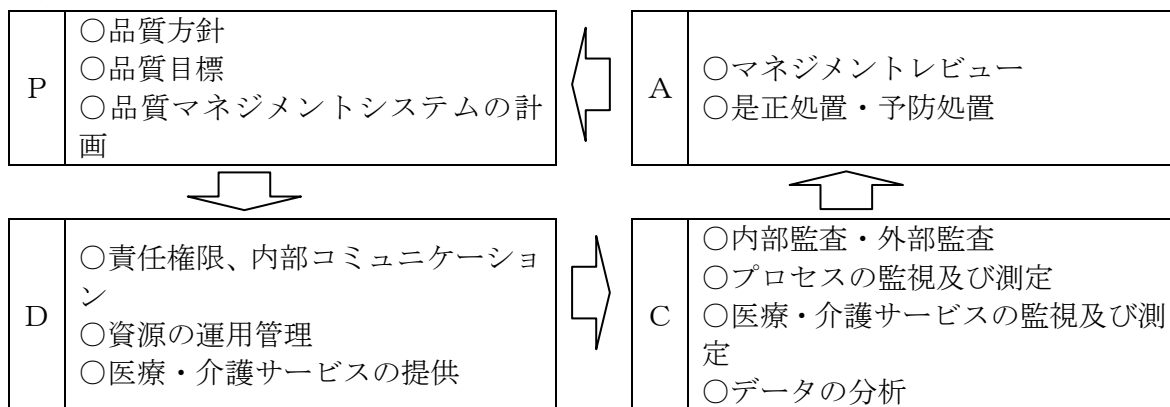 P
○品質方針
○品質目標
○品質マネジメントシステムの計
画
A
○マネジメントレビュー
○是正処置・予防処置
D
○責任権限、内部コミュニケーショ
ン
○資源の運用管理
○医療・介護サービスの提供
C
○内部監査・外部監査
○プロセスの監視及び測定
○医療・介護サービスの監視及び測
定
○データの分析